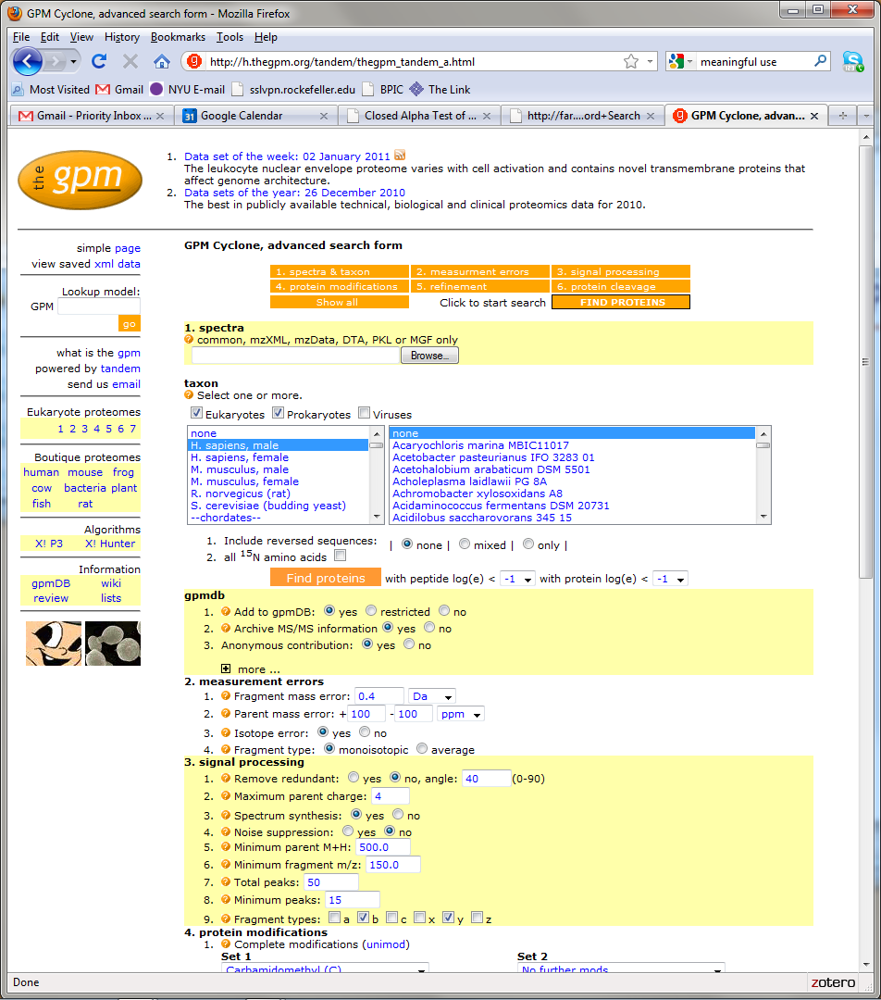 GPM Cyclone, advanced search form - Mozilla Firefox
File Edit View History Bookmarks Tools Help
http://h.thegpm.org/tandem/thegpm_tandem_a.html meaningful use
Most Visited Gmail NYU E-mail sslvpn.rockefeller.edu BPIC The Link
Gmail - Priority Inbox ... Google Calendar Closed Alpha Test of ... http://far....ord+Search GPM Cyclone, advan...
the gpm
1. Data set of the week: 02 January 2011
The leukocyte nuclear envelope proteome varies with cell activation and contains novel transmembrane proteins that
affect genome architecture.
2. Data sets of the year: 26 December 2010
The best in publicly available technical, biological and clinical proteomics data for 2010.
simple page
view saved xml data
Lookup model:
GPM
go
what is the gpm
powered by tandem
send us email
Eukaryote proteomes
1 2 3 4 5 6 7
Boutique proteomes
human mouse frog
cow bacteria plant
fish rat
Algorithms
X! P3 X! Hunter
Information
gpmDB wiki
review lists
GPM Cyclone, advanced search form
1. spectra & taxon 2. measurment errors 3. signal processing
4. protein modifications 5. refinement 6. protein cleavage
Show all Click to start search FIND PROTEINS
1. spectra
common, mzXML, mzData, DTA, PKL or MGF only
Browse...
taxon
Select one or more.
Eukaryotes Prokaryotes Viruses
none none
H. sapiens, male Acaryochloris marina MBIC11017
H. sapiens, female Acetobacter pasteurianus IFO 3283 01
M. musculus, male Acetohalobium arabaticum DSM 5501
M. musculus, female Acholeplasma laidlawii PG 8A
R. norvegicus (rat) Achromobacter xylosoxidans A8
S. cerevisiae (budding yeast) Acidaminococcus fermentans DSM 20731
--chordates-- Acidilobus saccharovorans 345 15
1. Include reversed sequences: | none | mixed | only |
2. all 15N amino acids
Find proteins with peptide log(e) < -1 with protein log(e) < -1
gpmdb
1. Add to gpmDB: yes restricted no
2. Archive MS/MS information yes no
3. Anonymous contribution: yes no
more ...
2. measurement errors
1. Fragment mass error: 0.4 Da
2. Parent mass error: + 100 - 100 ppm
3. Isotope error: yes no
4. Fragment type: monoisotopic average
3. signal processing
1. Remove redundant: yes no, angle: 40 (0-90)
2. Maximum parent charge: 4
3. Spectrum synthesis: yes no
4. Noise suppression: yes no
5. Minimum parent M+H: 500.0
6. Minimum fragment m/z: 150.0
7. Total peaks: 50
8. Minimum peaks: 15
9. Fragment types: a b c x y z
4. protein modifications
1. Complete modifications (unimod)
Set 1 Set 2
Carbamidomethyl (C) No further mods
Done zotero